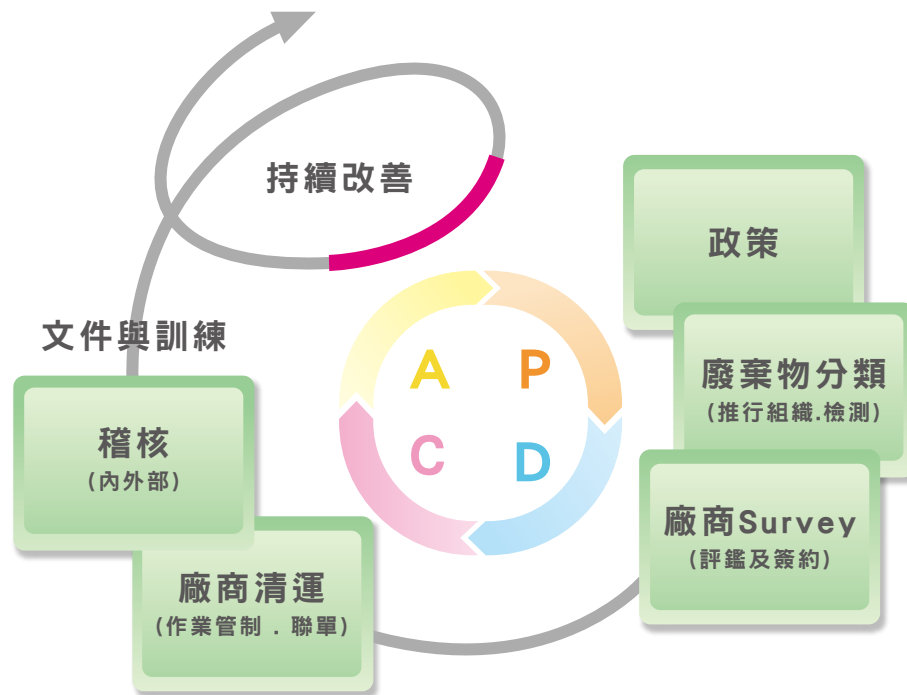 持續改善
政策
文件與訓練
廢棄物分類
(推行組織.檢測)
A
P
C
D
稽核
(內外部)
廠商Survey
(評鑑及簽約)
廠商清運
(作業管制 . 聯單)